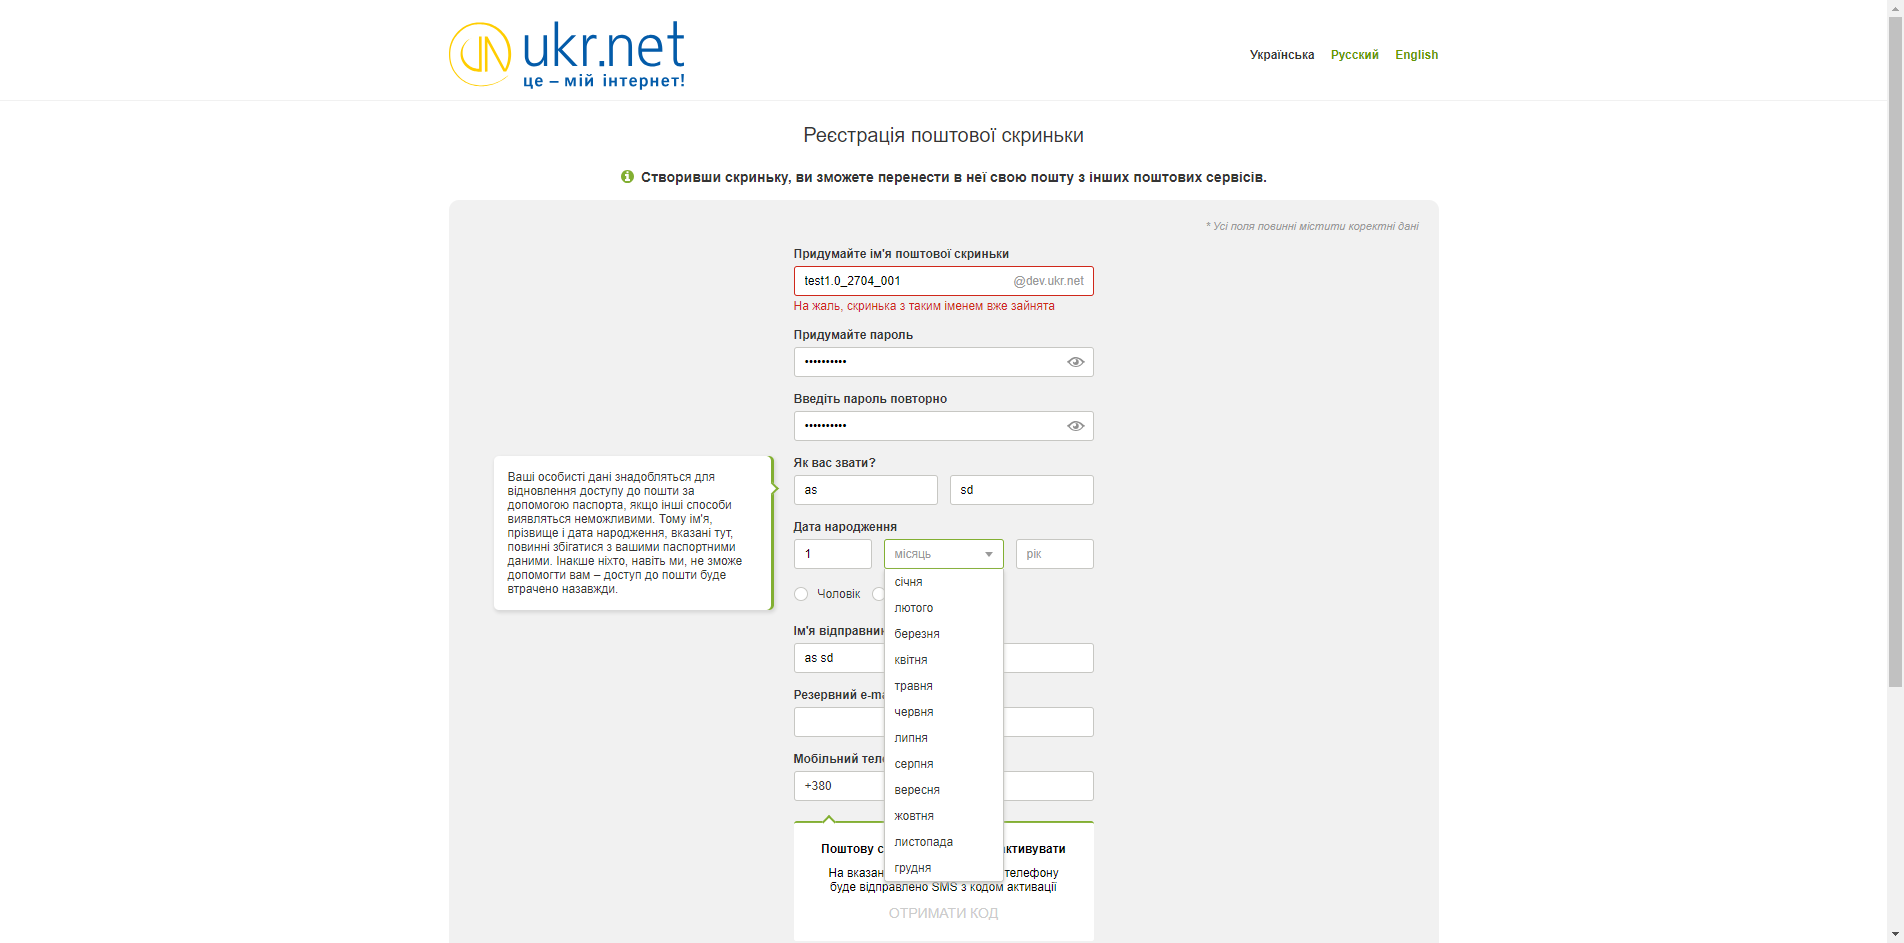 ukr.net
це – мій інтернет!
Українська Русский English
Реєстрація поштової скриньки
Створивши скриньку, ви зможете перенести в неї свою пошту з інших поштових сервісів.
* Усі поля повинні містити коректні дані
Придумайте ім'я поштової скриньки
test1.0_2704_001 @dev.ukr.net
На жаль, скринька з таким іменем вже зайнята
Придумайте пароль
••••••••••
Введіть пароль повторно
••••••••••
Як вас звати?
as sd
Ваші особисті дані знадобляться для
відновлення доступу до пошти за
допомогою паспорта, якщо інші способи
виявляться неможливими. Тому ім'я,
прізвище і дата народження, вказані тут,
повинні збігатися з вашими паспортними
даними. Інакше ніхто, навіть ми, не зможе
допомогти вам – доступ до пошти буде
втрачено назавжди.
Дата народження
1 місяць рік
січня
лютого
березня
квітня
травня
червня
липня
серпня
вересня
жовтня
листопада
грудня
Чоловік
Ім'я відправник
as sd
Резервний e-ma
Мобільний теле
+380
Поштову с ктивувати
На вказан телефону
буде відправлено SMS з кодом активації
ОТРИМАТИ КОД